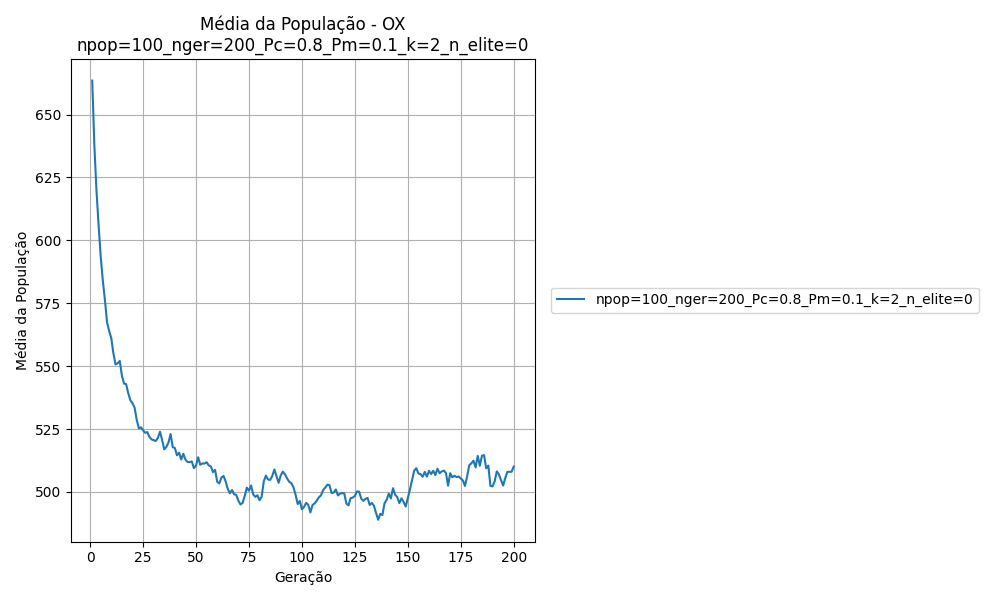 Média da População - OX
npop=100_nger=200_Pc=0.8_Pm=0.1_k=2_n_elite=0
650
625
600
575
550
525
500
Média da População
0 25 50 75 100 125 150 175 200
Geração
npop=100_nger=200_Pc=0.8_Pm=0.1_k=2_n_elite=0